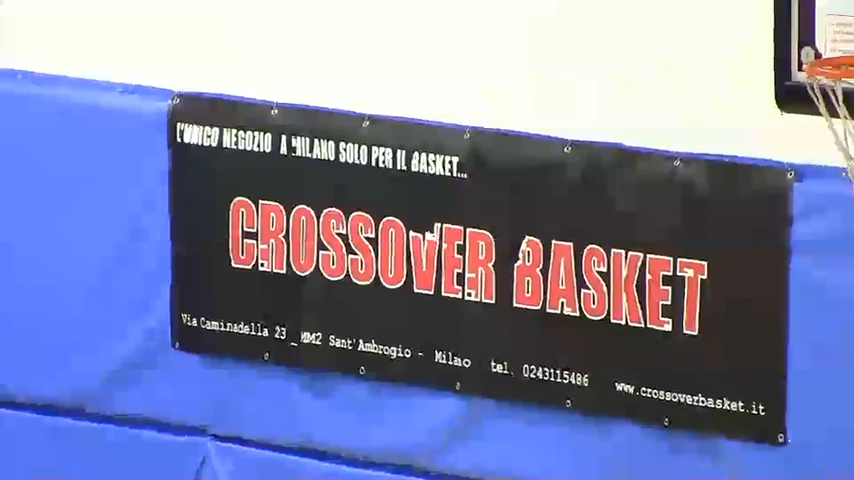 L'UNICO NEGOZIO A MILANO SOLO PER IL BASKET...
CROSSOVER BASKET
Via Caminadella 23 _ MM2 Sant'Ambrogio - Milano tel. 0243115486 www.crossoverbasket.it